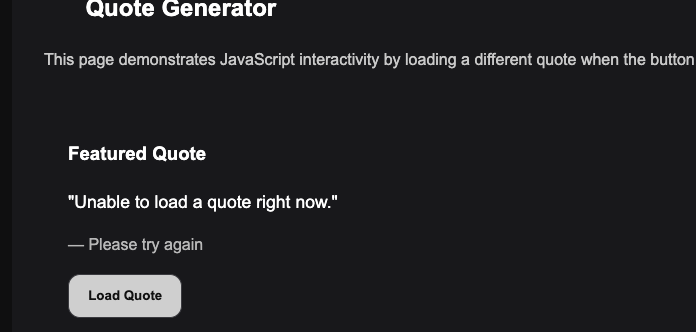 Quote Generator
This page demonstrates JavaScript interactivity by loading a different quote when the button
Featured Quote
"Unable to load a quote right now."
— Please try again
Load Quote